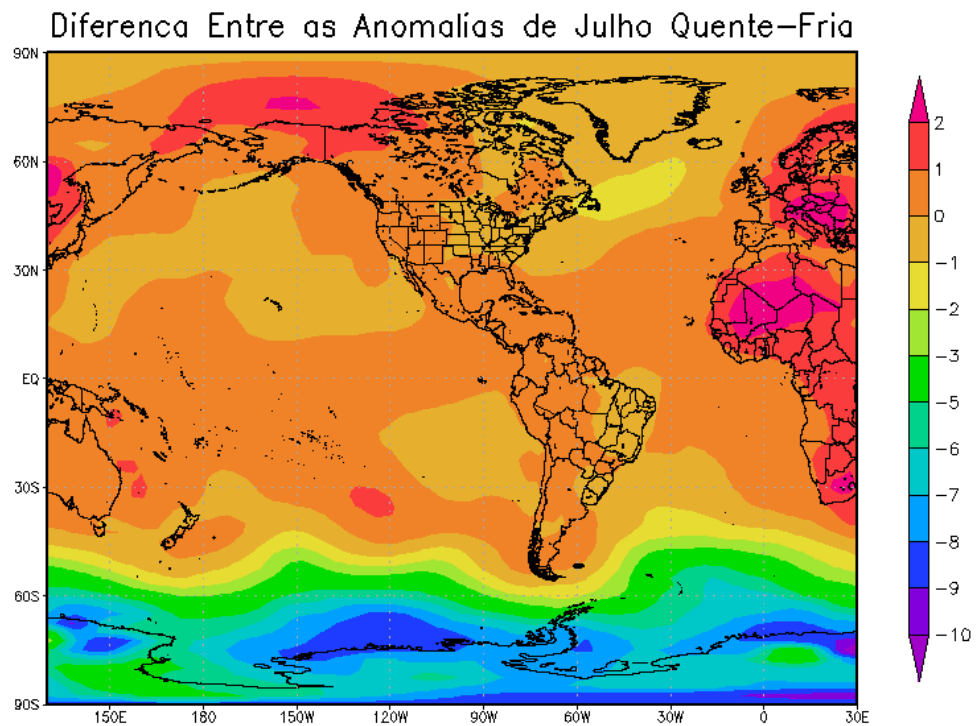 Diferenca Entre as Anomalias de Julho Quente-Fria
90N
60N
30N
EQ
30S
60S
90S
150E 180 150W 120W 90W 60W 30W 0 30E
2
1
0
-1
-2
-3
-5
-6
-7
-8
-9
-10